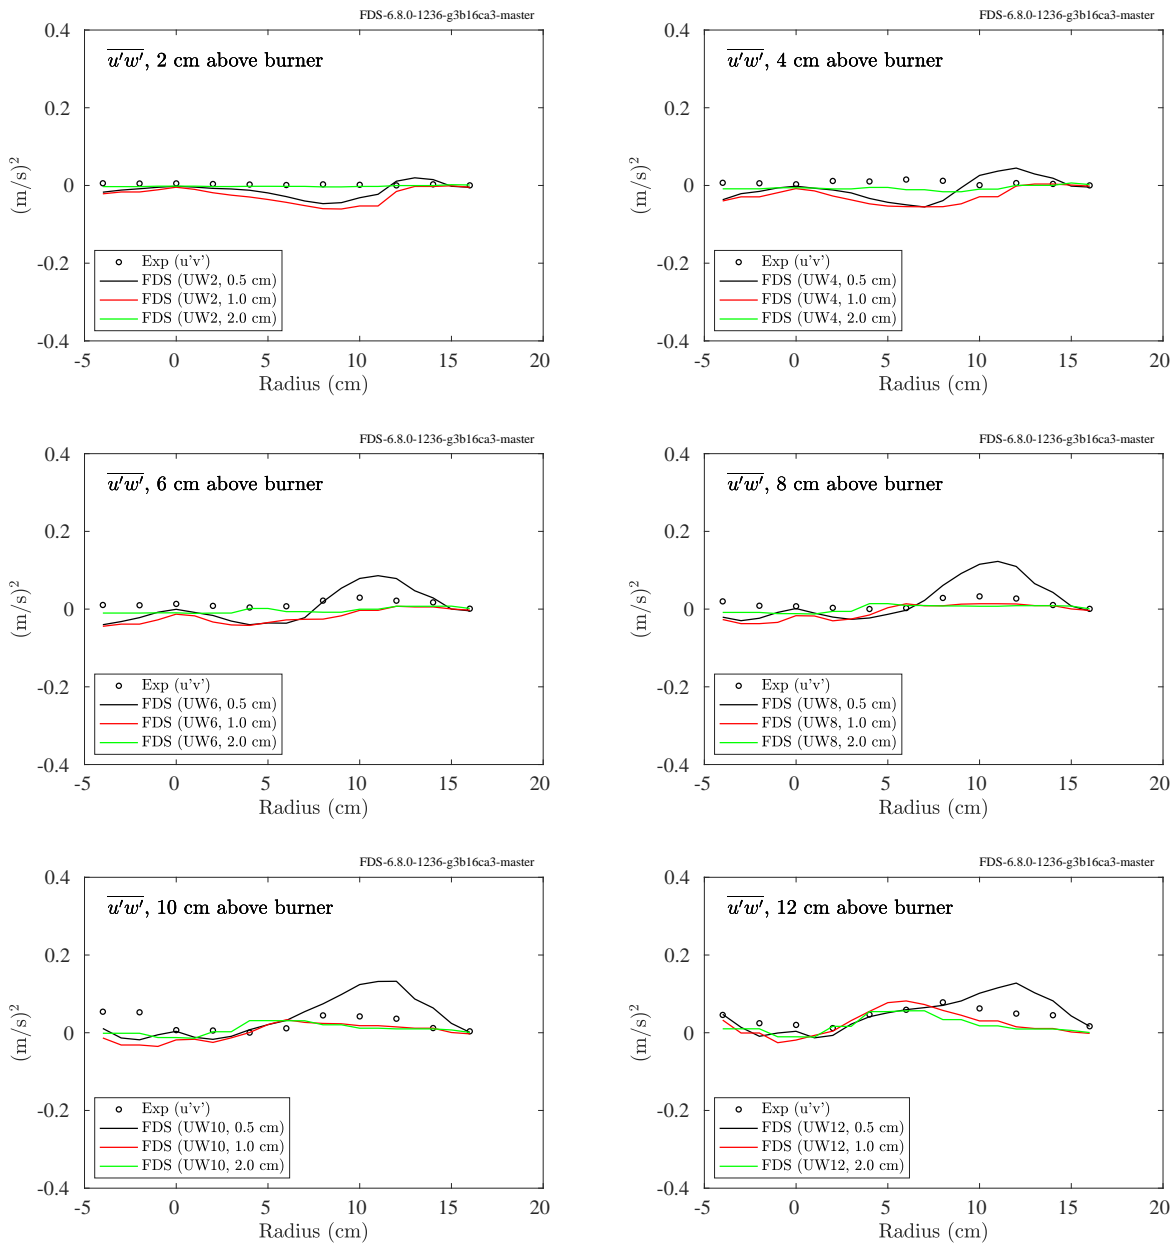 FDS-6.8.0-1236-g3b16ca3-master
0.4
u'w', 2 cm above burner
0.2
(m/s)2
0
-0.2
Exp (u'v')
FDS (UW2, 0.5 cm)
FDS (UW2, 1.0 cm)
FDS (UW2, 2.0 cm)
-0.4
-5 0 5 10 15 20
Radius (cm)
FDS-6.8.0-1236-g3b16ca3-master
0.4
u'w', 4 cm above burner
0.2
(m/s)2
0
-0.2
Exp (u'v')
FDS (UW4, 0.5 cm)
FDS (UW4, 1.0 cm)
FDS (UW4, 2.0 cm)
-0.4
-5 0 5 10 15 20
Radius (cm)
FDS-6.8.0-1236-g3b16ca3-master
0.4
u'w', 6 cm above burner
0.2
(m/s)2
0
-0.2
Exp (u'v')
FDS (UW6, 0.5 cm)
FDS (UW6, 1.0 cm)
FDS (UW6, 2.0 cm)
-0.4
-5 0 5 10 15 20
Radius (cm)
FDS-6.8.0-1236-g3b16ca3-master
0.4
u'w', 8 cm above burner
0.2
(m/s)2
0
-0.2
Exp (u'v')
FDS (UW8, 0.5 cm)
FDS (UW8, 1.0 cm)
FDS (UW8, 2.0 cm)
-0.4
-5 0 5 10 15 20
Radius (cm)
FDS-6.8.0-1236-g3b16ca3-master
0.4
u'w', 10 cm above burner
0.2
(m/s)2
0
-0.2
Exp (u'v')
FDS (UW10, 0.5 cm)
FDS (UW10, 1.0 cm)
FDS (UW10, 2.0 cm)
-0.4
-5 0 5 10 15 20
Radius (cm)
FDS-6.8.0-1236-g3b16ca3-master
0.4
u'w', 12 cm above burner
0.2
(m/s)2
0
-0.2
Exp (u'v')
FDS (UW12, 0.5 cm)
FDS (UW12, 1.0 cm)
FDS (UW12, 2.0 cm)
-0.4
-5 0 5 10 15 20
Radius (cm)